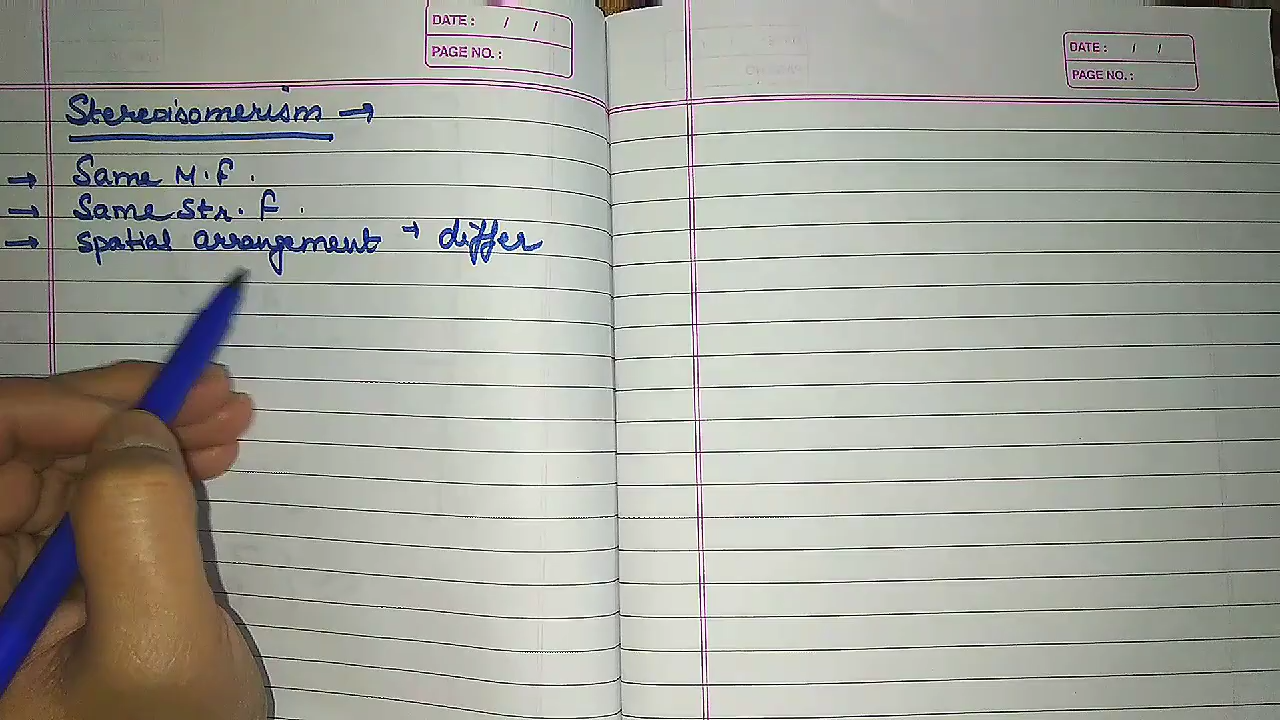 DATE : / /
PAGE NO. :
DATE : / /
PAGE NO. :
Stereoisomerism →
→ Same M.F.
→ Same Str. F.
→ Spatial arrangement → differ